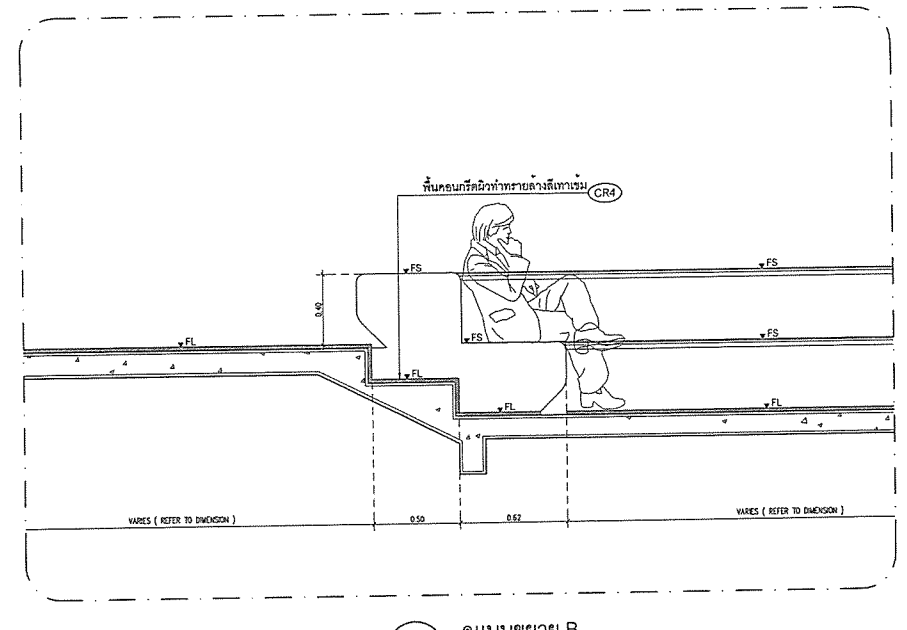 พื้นคอนกรีตผิวทำทรายล้างสีเทาเข้ม CR4
FS
FS
0.40
FS
FS
FL
FL
FL
FL
VARIES ( REFER TO DIMENSION )
0.50
0.62
VARIES ( REFER TO DIMENSION )